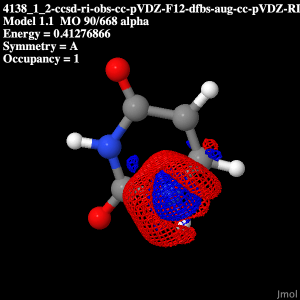 4138_1_2-ccsd-ri-obs-cc-pVDZ-F12-dfbs-aug-cc-pVDZ-RI
Model 1.1  MO 90/668 alpha
Energy = 0.41276866
Symmetry = A
Occupancy = 1
Jmol